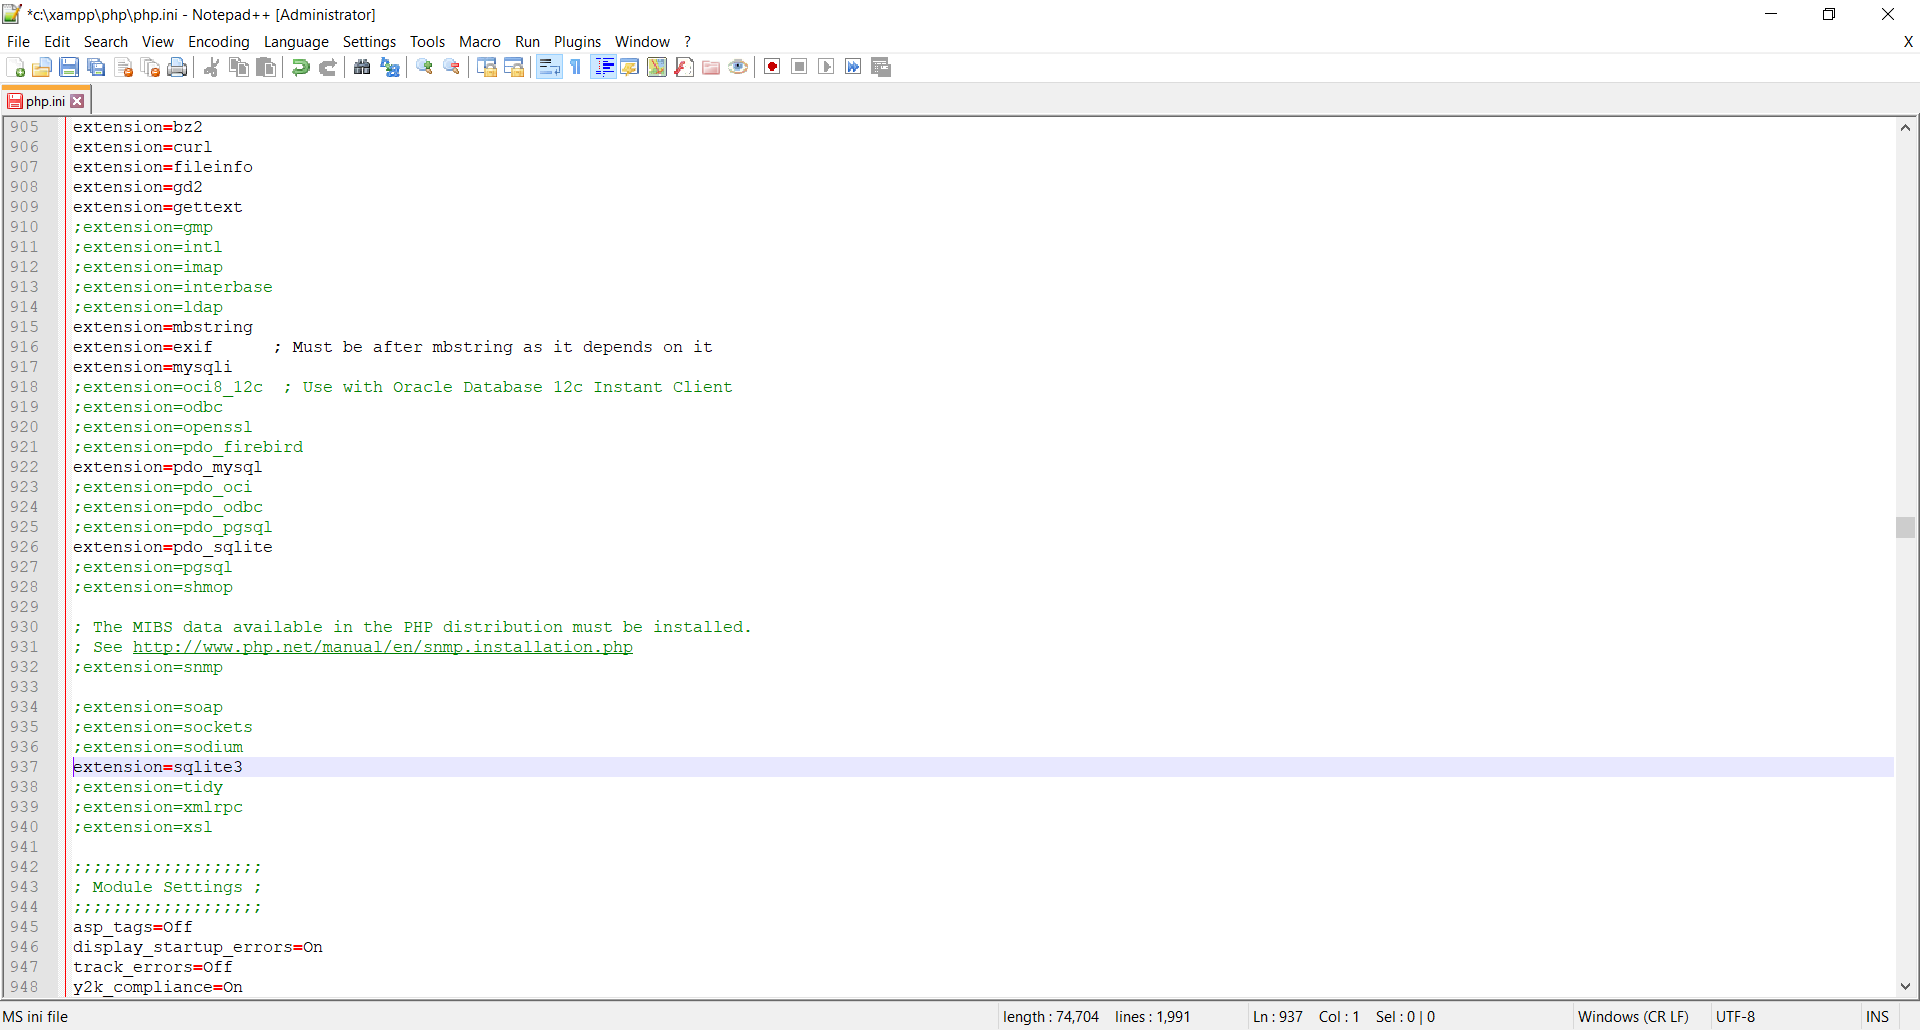 *c:\xampp\php\php.ini - Notepad++ [Administrator]
File Edit Search View Encoding Language Settings Tools Macro Run Plugins Window ? X
php.ini
905 extension=bz2
906 extension=curl
907 extension=fileinfo
908 extension=gd2
909 extension=gettext
910 ;extension=gmp
911 ;extension=intl
912 ;extension=imap
913 ;extension=interbase
914 ;extension=ldap
915 extension=mbstring
916 extension=exif      ; Must be after mbstring as it depends on it
917 extension=mysqli
918 ;extension=oci8_12c  ; Use with Oracle Database 12c Instant Client
919 ;extension=odbc
920 ;extension=openssl
921 ;extension=pdo_firebird
922 extension=pdo_mysql
923 ;extension=pdo_oci
924 ;extension=pdo_odbc
925 ;extension=pdo_pgsql
926 extension=pdo_sqlite
927 ;extension=pgsql
928 ;extension=shmop
929
930 ; The MIBS data available in the PHP distribution must be installed.
931 ; See http://www.php.net/manual/en/snmp.installation.php
932 ;extension=snmp
933
934 ;extension=soap
935 ;extension=sockets
936 ;extension=sodium
937 extension=sqlite3
938 ;extension=tidy
939 ;extension=xmlrpc
940 ;extension=xsl
941
942 ;;;;;;;;;;;;;;;;;;;
943 ; Module Settings ;
944 ;;;;;;;;;;;;;;;;;;;
945 asp_tags=Off
946 display_startup_errors=On
947 track_errors=Off
948 y2k_compliance=On
MS ini file length : 74,704 lines : 1,991 Ln : 937 Col : 1 Sel : 0 | 0 Windows (CR LF) UTF-8 INS